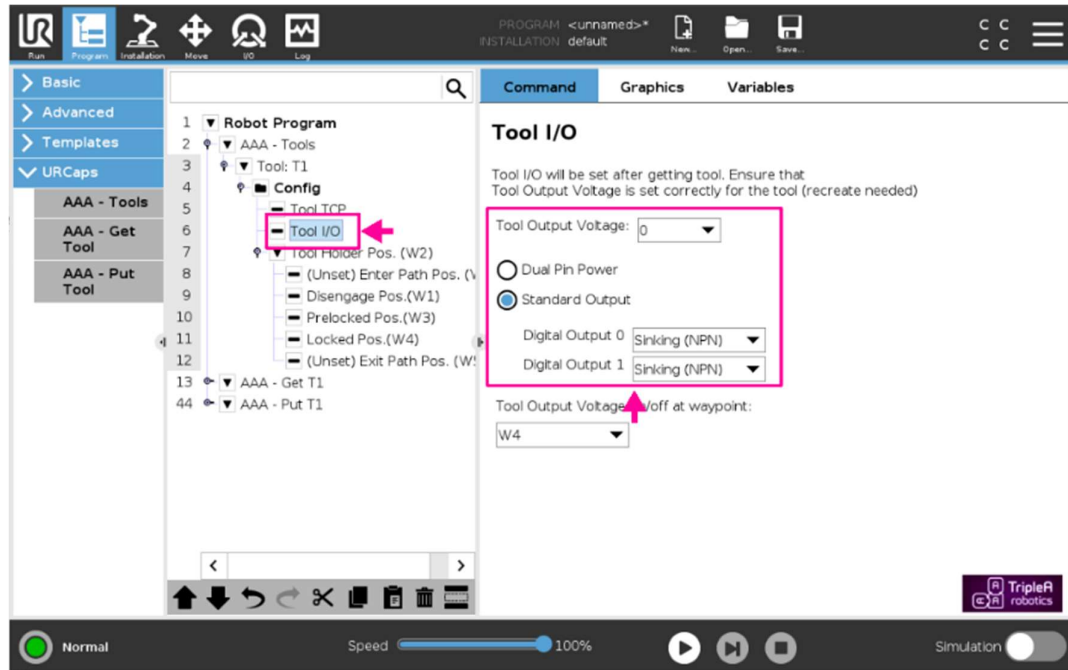 PROGRAM <unnamed>*
INSTALLATION default
UR
Run
Program
Installation
Move
I/O
Log
New...
Open...
Save...
C C
C C
Basic
Advanced
Templates
URCaps
AAA - Tools
AAA - Get
Tool
AAA - Put
Tool
1 Robot Program
2 AAA - Tools
3 Tool: T1
4 Config
5 Tool TCP
6 Tool I/O
7 Tool Holder Pos. (W2)
8 (Unset) Enter Path Pos. (
9 Disengage Pos.(W1)
10 Prelocked Pos.(W3)
11 Locked Pos.(W4)
12 (Unset) Exit Path Pos. (W
13 AAA - Get T1
44 AAA - Put T1
Command Graphics Variables
Tool I/O
Tool I/O will be set after getting tool. Ensure that
Tool Output Voltage is set correctly for the tool (recreate needed)
Tool Output Voltage: 0
Dual Pin Power
Standard Output
Digital Output 0 Sinking (NPN)
Digital Output 1 Sinking (NPN)
Tool Output Voltage /off at waypoint:
W4
TripleA
robotics
Normal
Speed 100%
Simulation